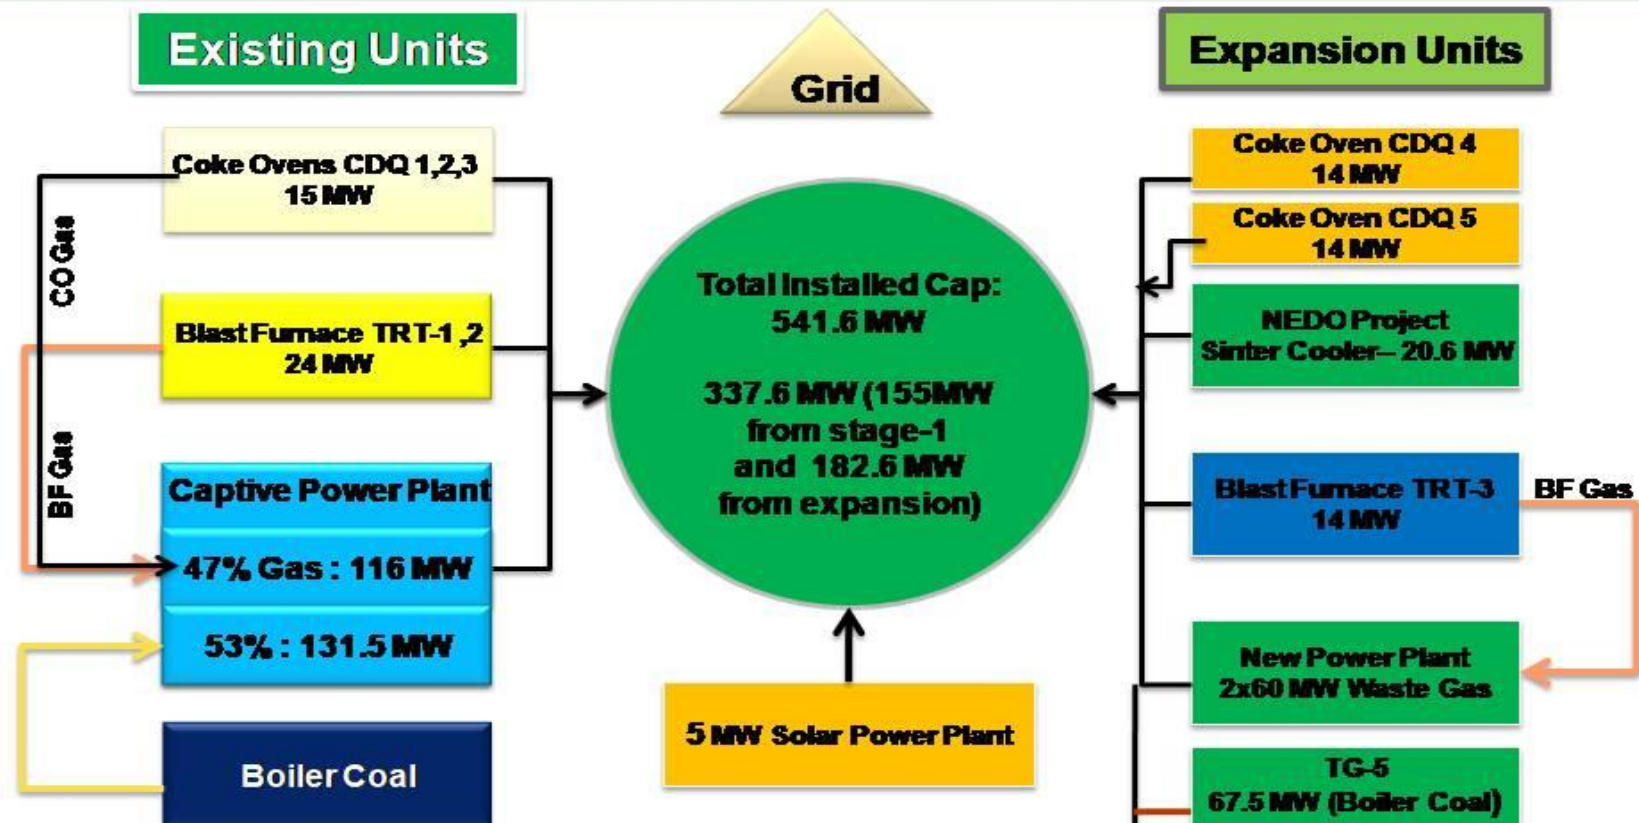 Existing Units
Grid
Expansion Units
Coke Ovens CDQ 1,2,3
15 MW
CO Gas
Blast Furnace TRT-1 ,2
24 MW
BF Gas
Captive Power Plant
47% Gas : 116 MW
53% : 131.5 MW
Boiler Coal
Total Installed Cap:
541.6 MW
337.6 MW (155MW
from stage-1
and 182.6 MW
from expansion)
5 MW Solar Power Plant
Coke Oven CDQ 4
14 MW
Coke Oven CDQ 5
14 MW
NEDO Project
Sinter Cooler– 20.6 MW
Blast Furnace TRT-3
14 MW
BF Gas
New Power Plant
2x60 MW Waste Gas
TG-5
67.5 MW (Boiler Coal)